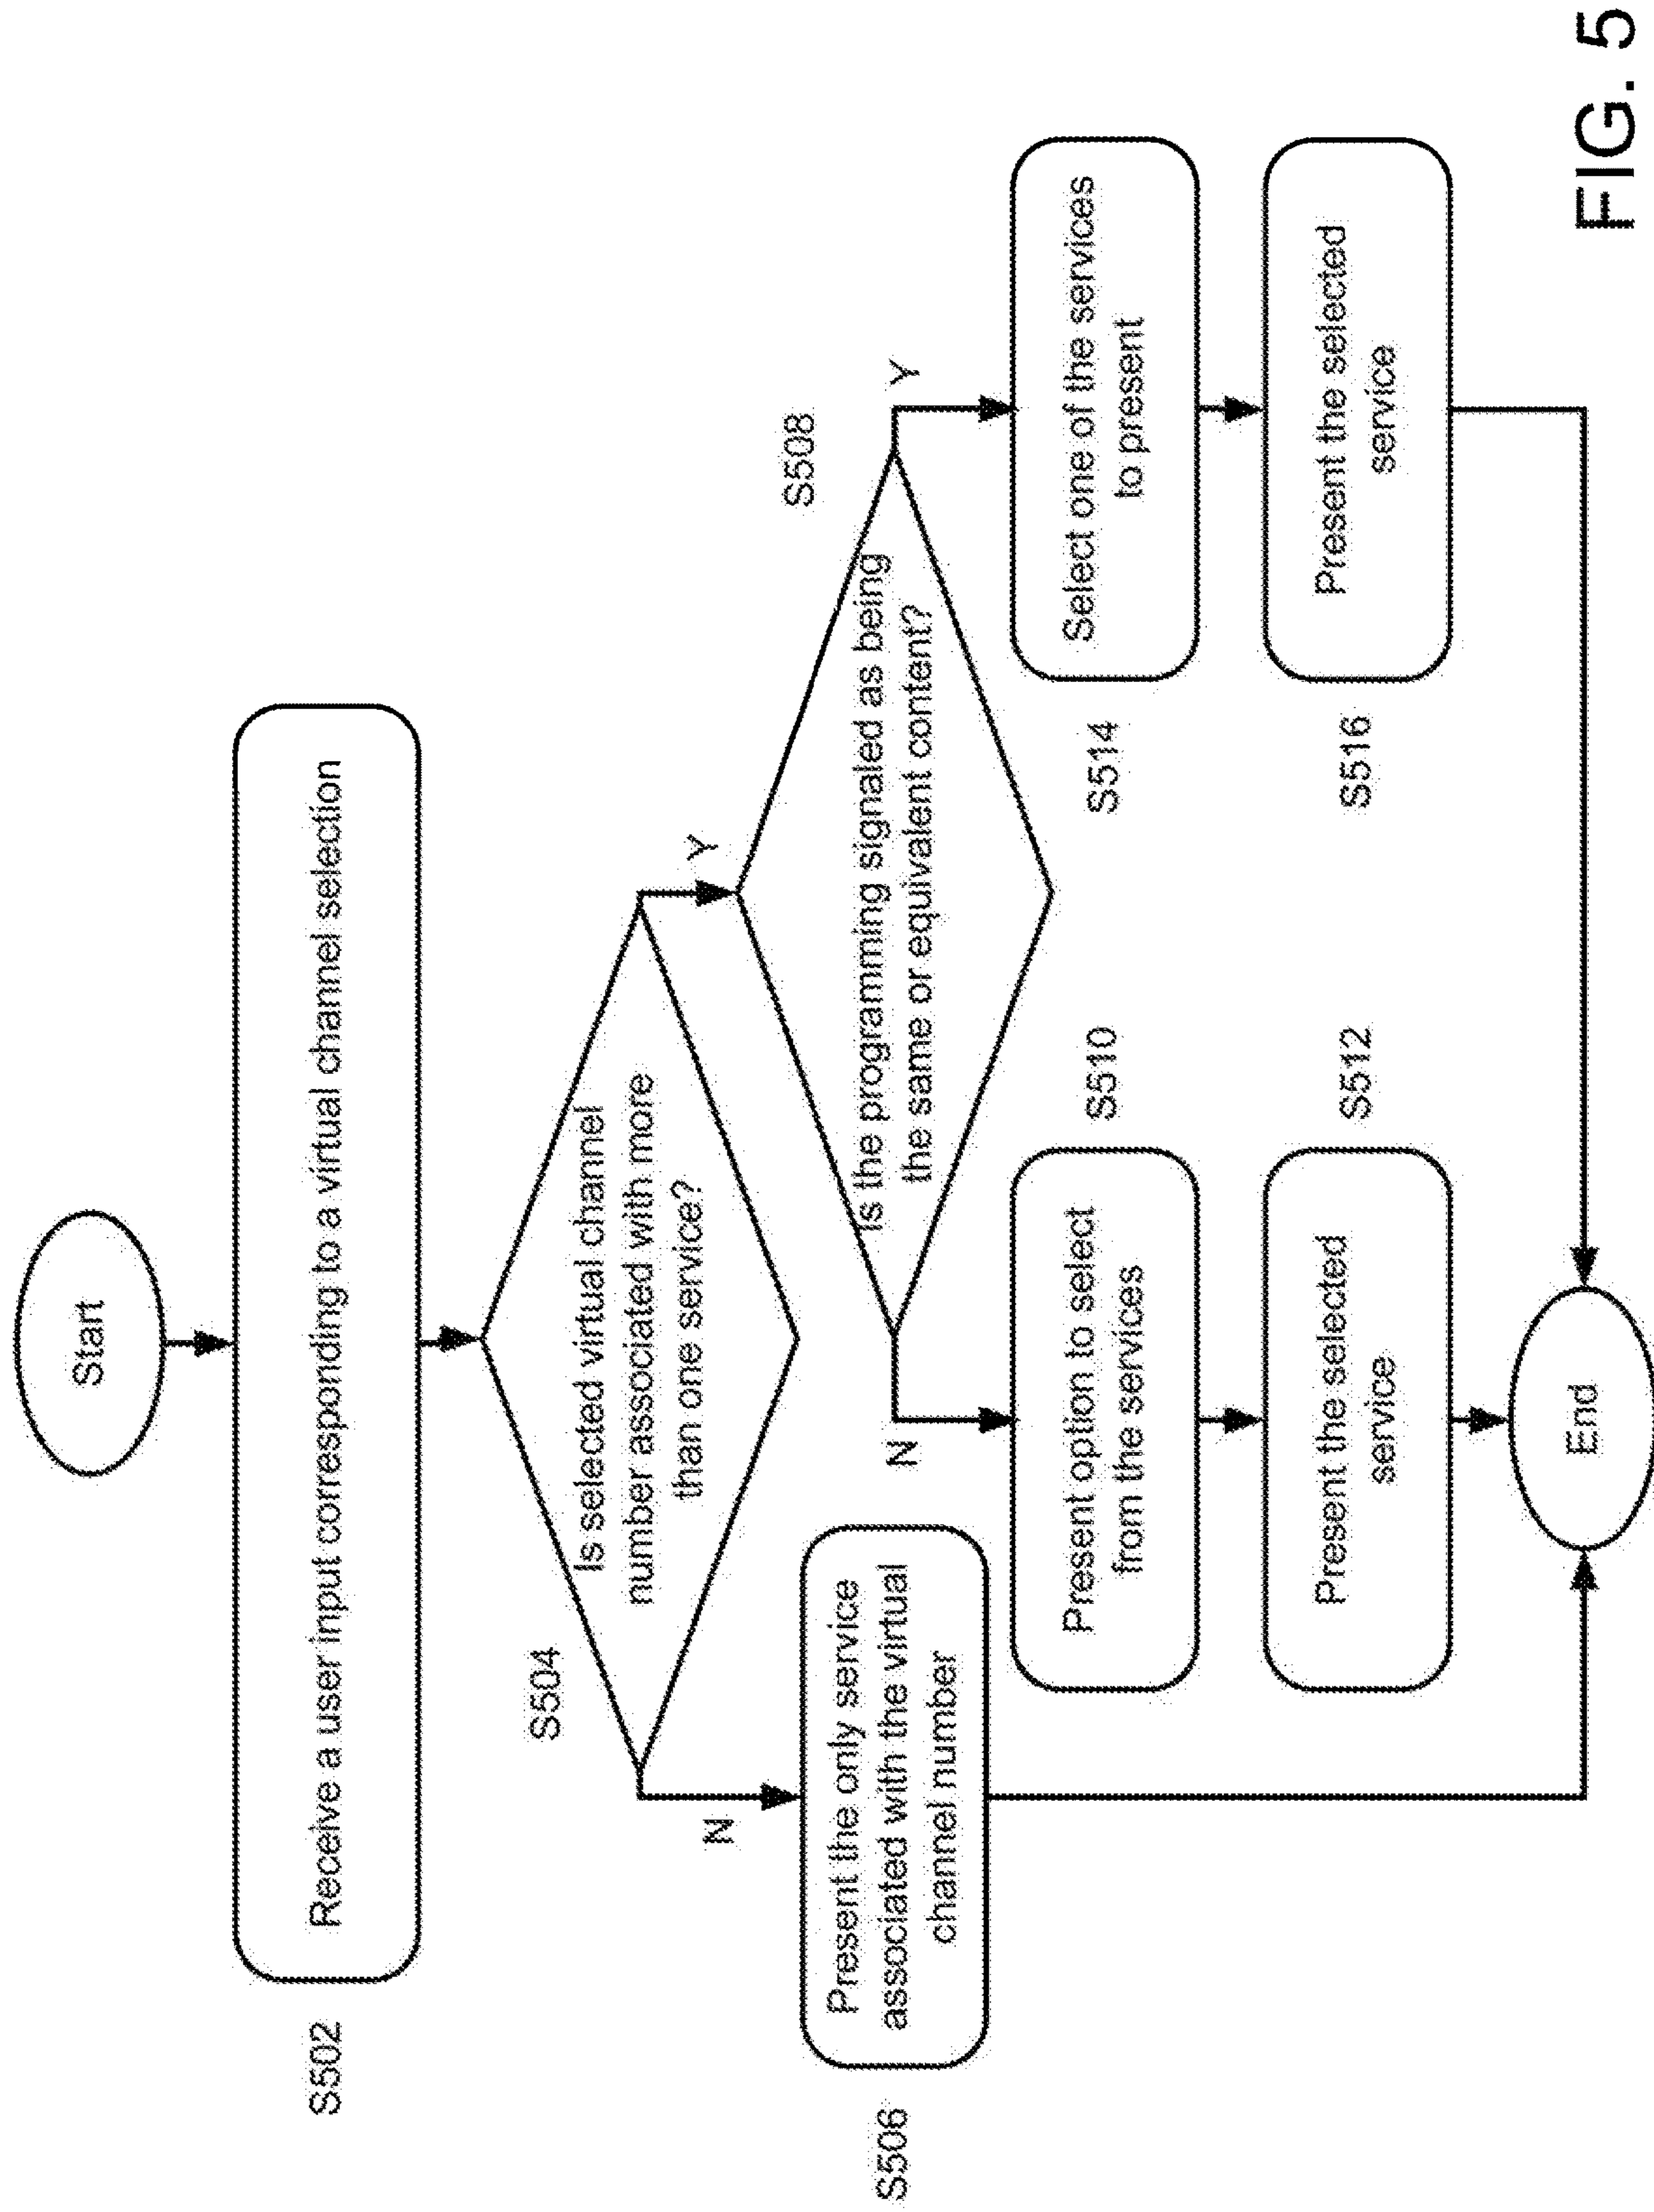 Start
S502
Receive a user input corresponding to a virtual channel selection
S504
Is selected virtual channel
number associated with more
than one service?
N
Y
S506
Present the only service
associated with the virtual
channel number
S508
Is the programming signaled as being
the same or equivalent content?
N
Y
Present option to select
from the services
S510
S514
Select one of the services
to present
Present the selected
service
S512
S516
Present the selected
service
End
FIG. 5